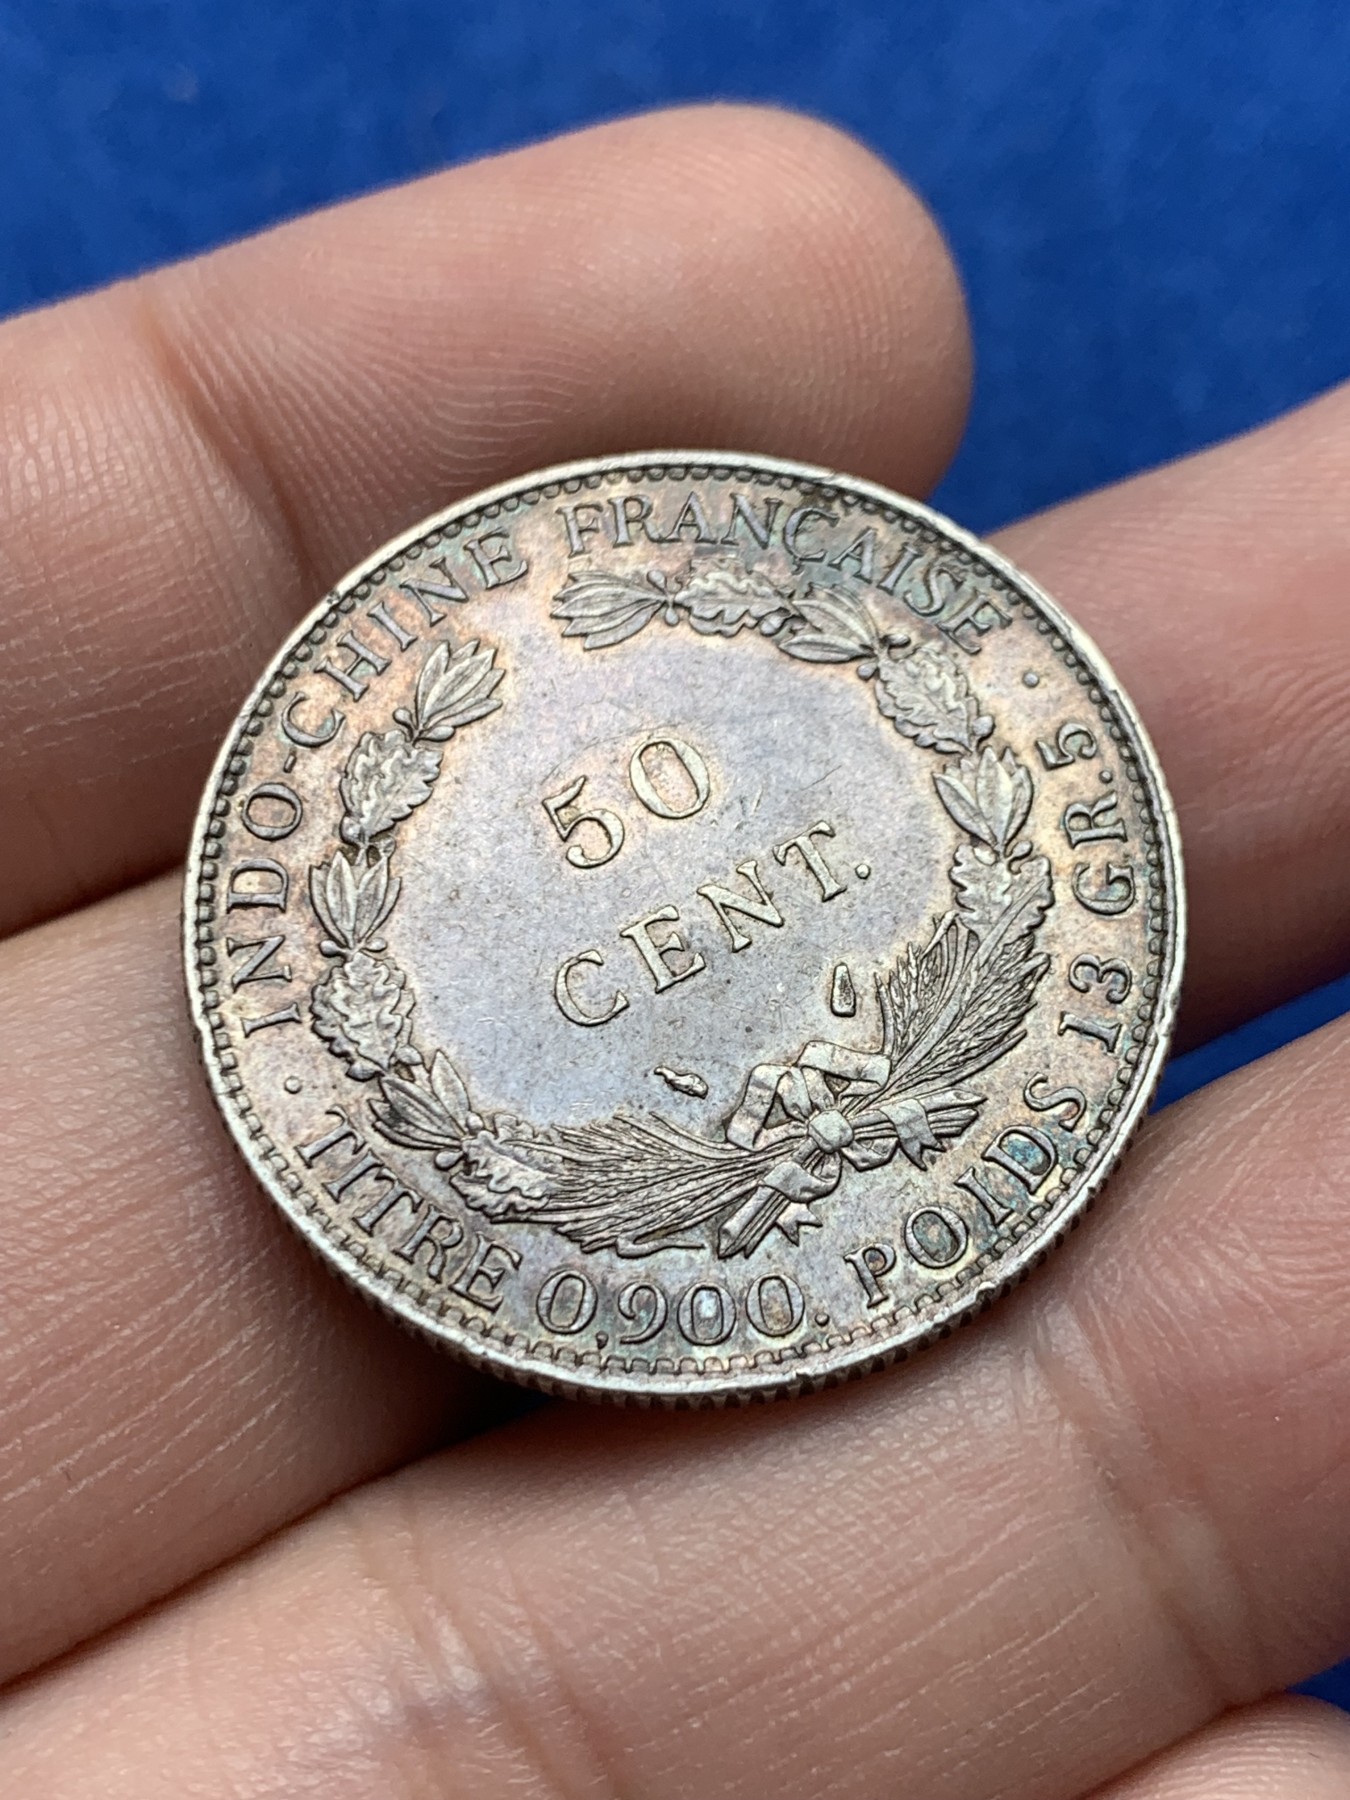 INDO-CHINE FRANÇAISE
50
CENT.
TITRE 0,900. POIDS 13 GR.5